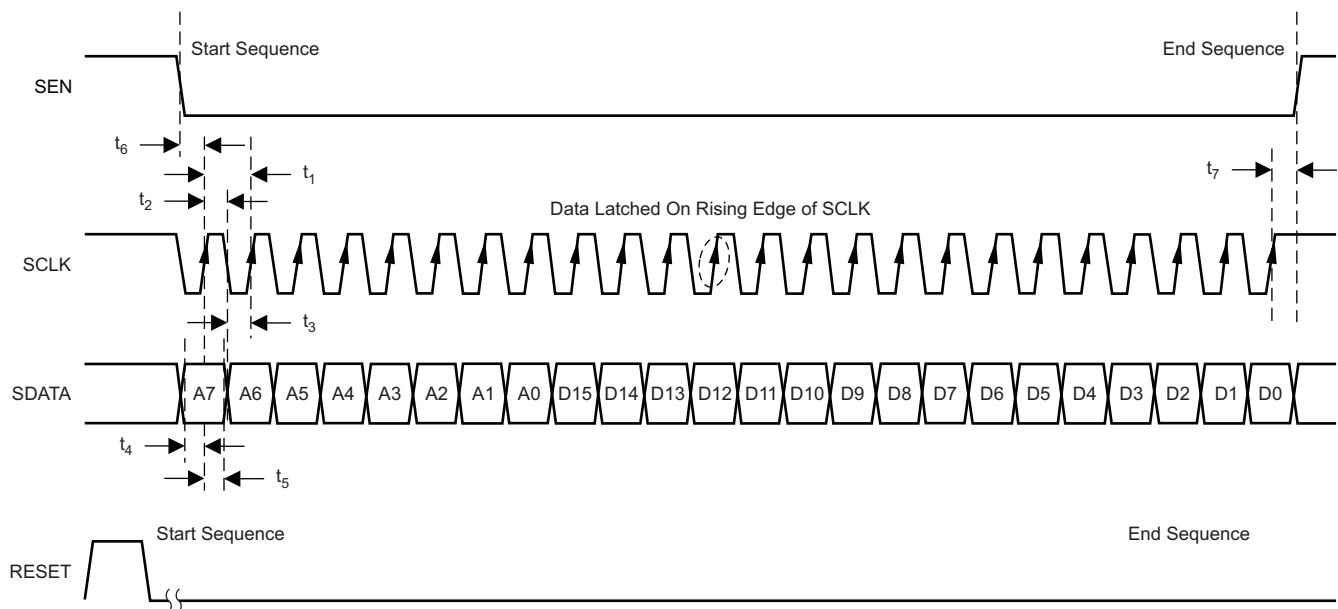 Start Sequence End Sequence
SEN
t6
t1
t7
t2
Data Latched On Rising Edge of SCLK
SCLK
t3
SDATA A7 A6 A5 A4 A3 A2 A1 A0 D15 D14 D13 D12 D11 D10 D9 D8 D7 D6 D5 D4 D3 D2 D1 D0
t4
t5
Start Sequence End Sequence
RESET